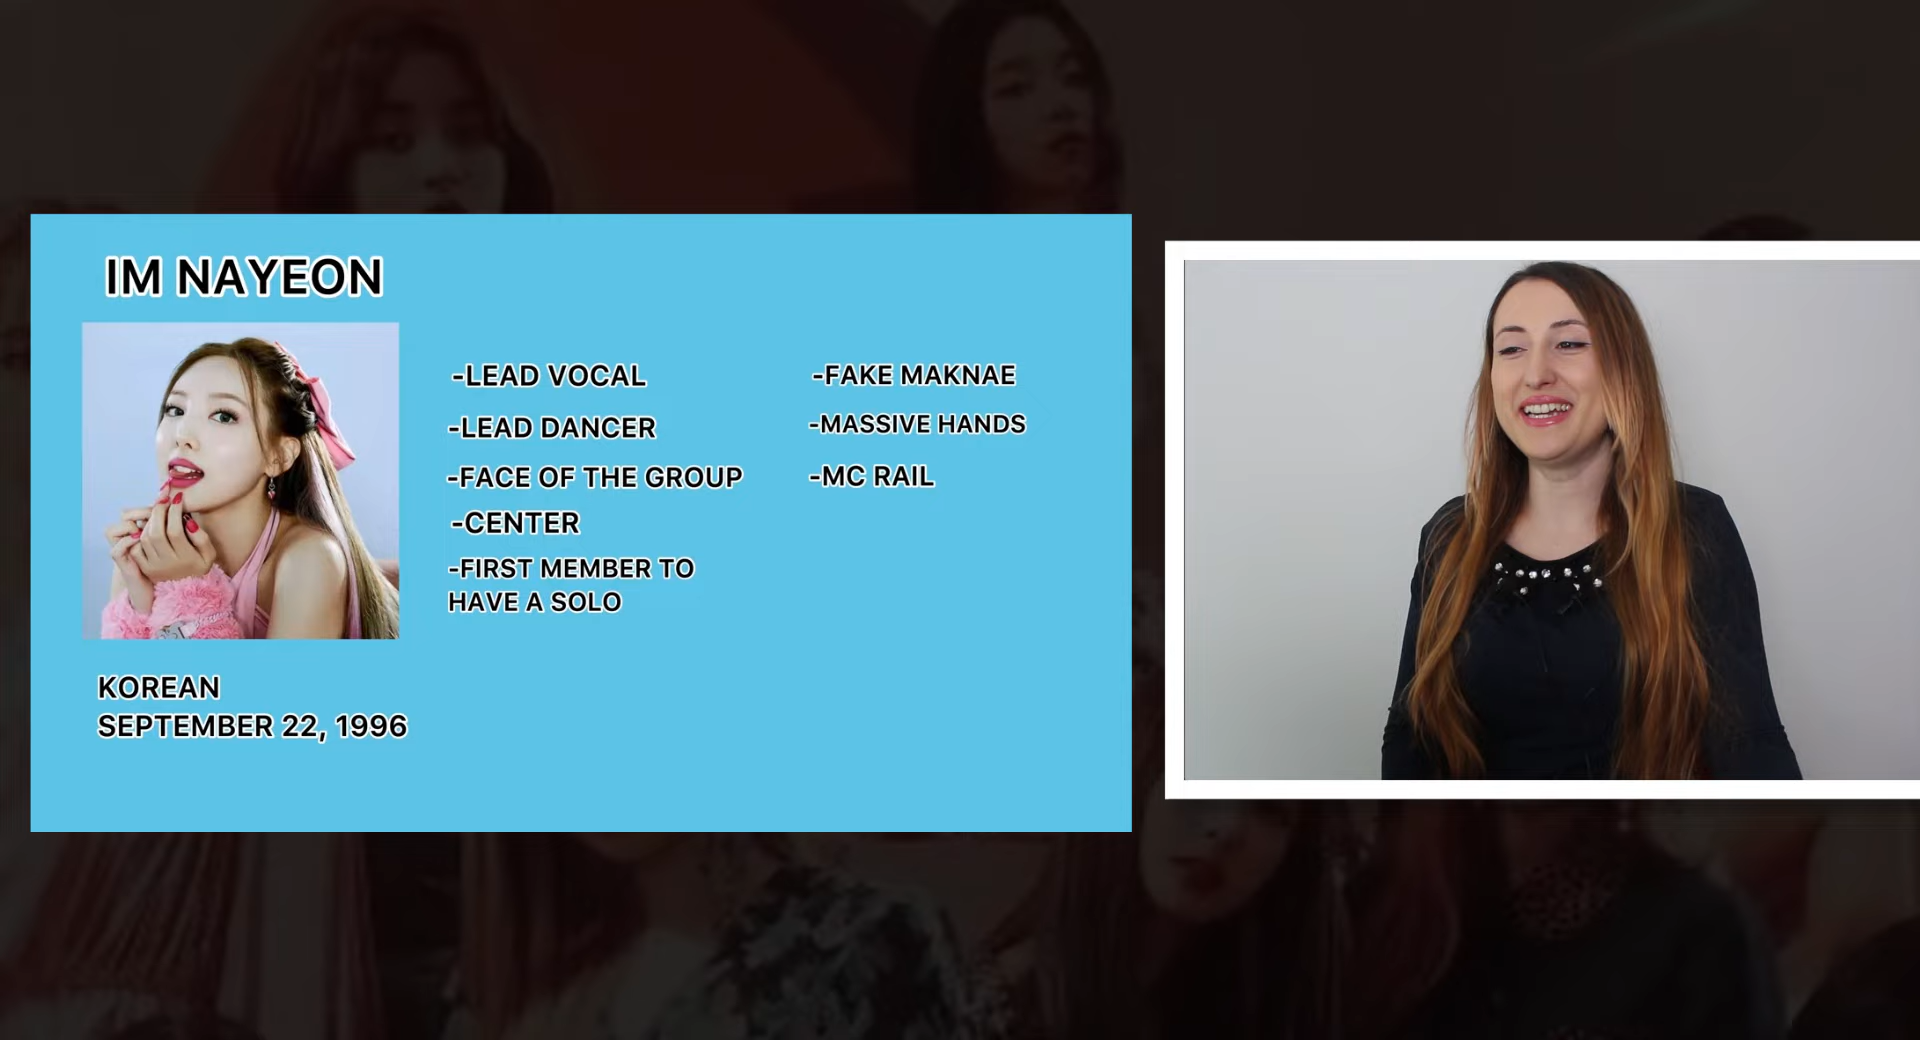 IM NAYEON
-LEAD VOCAL
-LEAD DANCER
-FACE OF THE GROUP
-CENTER
-FIRST MEMBER TO
HAVE A SOLO
-FAKE MAKNAE
-MASSIVE HANDS
-MC RAIL
KOREAN
SEPTEMBER 22, 1996